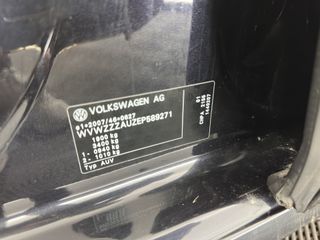 VOLKSWAGEN AG
e1*2007/46*0627
WVWZZZAUZEP589271
1900 kg
3400 kg
1- 0940 kg
2- 1010 kg
Typ AUV